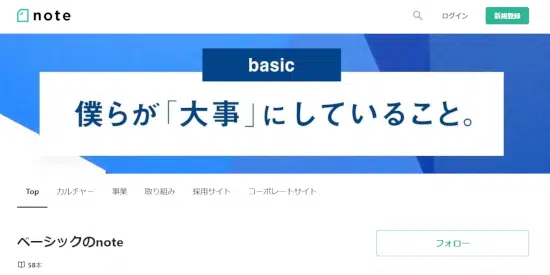 note
ログイン
新規登録
basic
僕らが「大事」にしていること。
Top カルチャー 事業 取り組み 採用サイト コーポレートサイト
ベーシックのnote
フォロー
58本